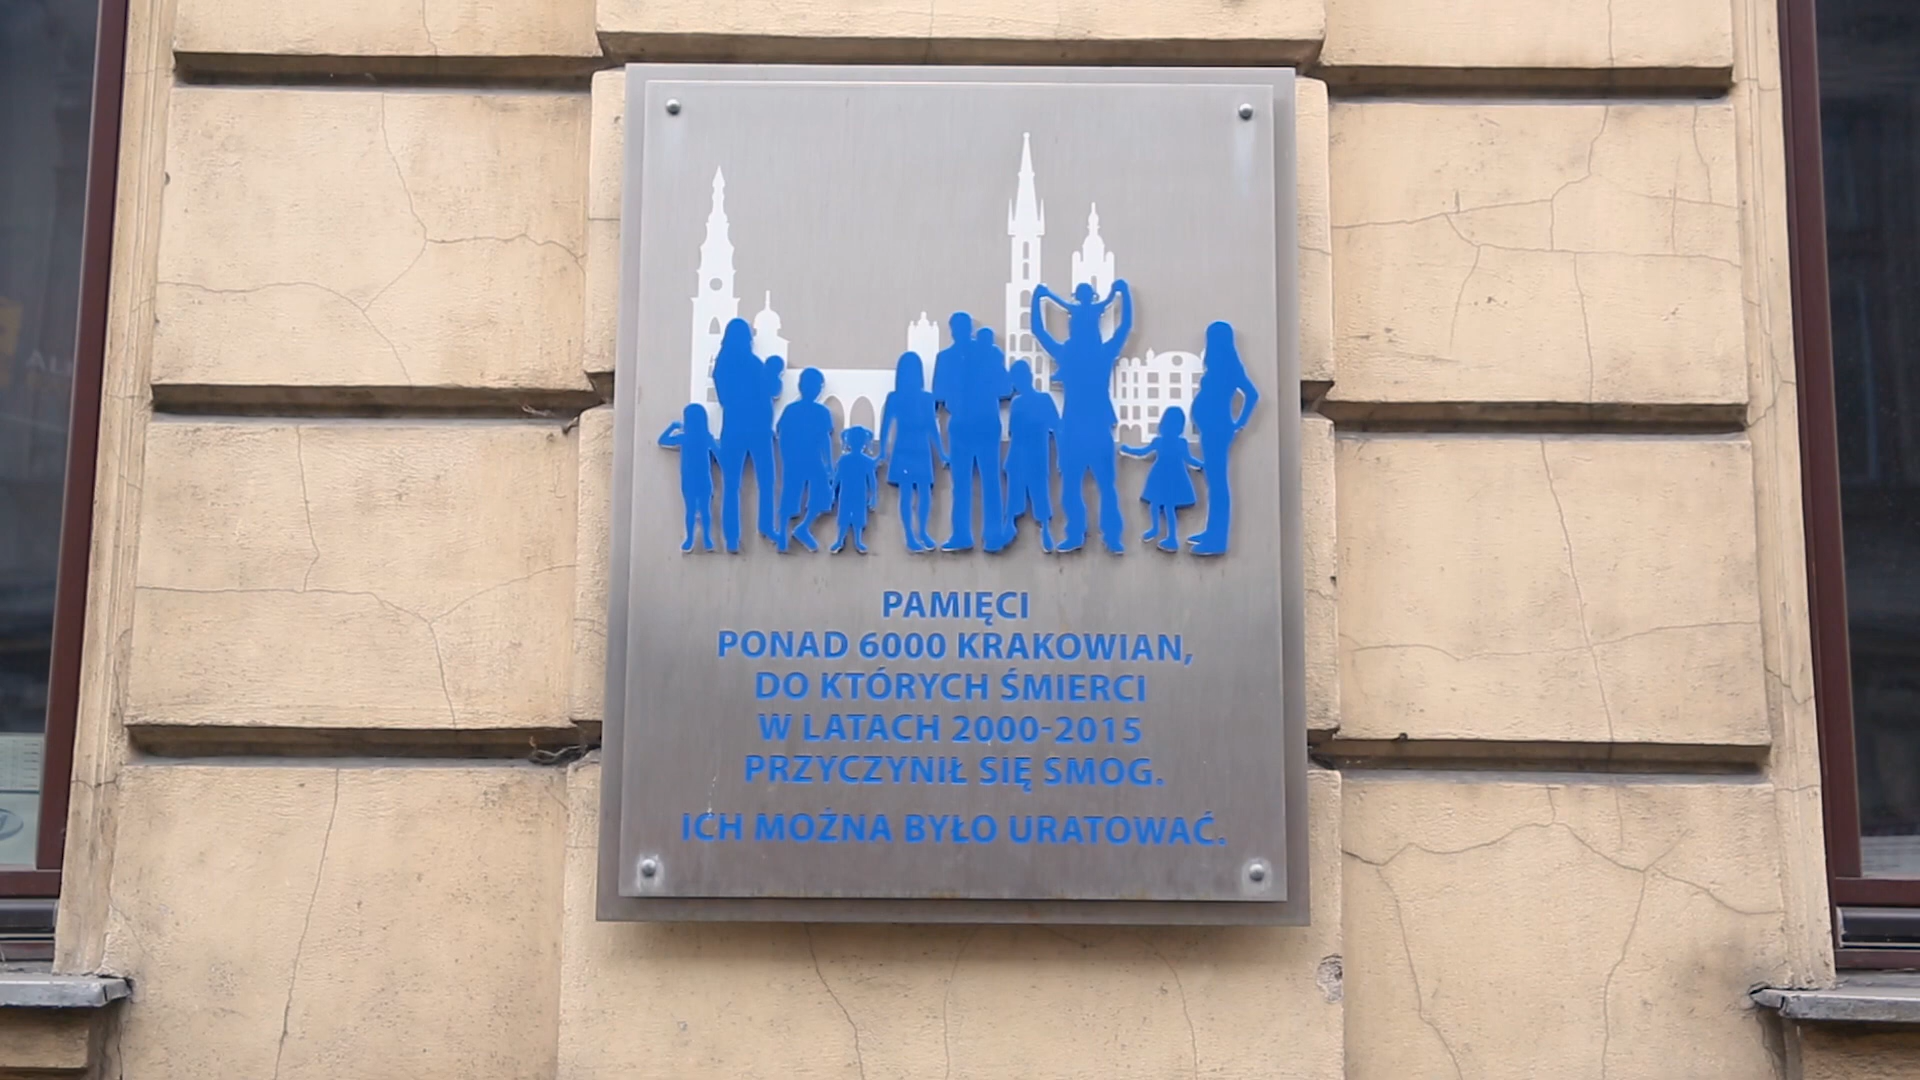 PAMIĘCI
PONAD 6000 KRAKOWIAN,
DO KTÓRYCH ŚMIERCI
W LATACH 2000-2015
PRZYCZYNIŁ SIĘ SMOG.
ICH MOŻNA BYŁO URATOWAĆ.